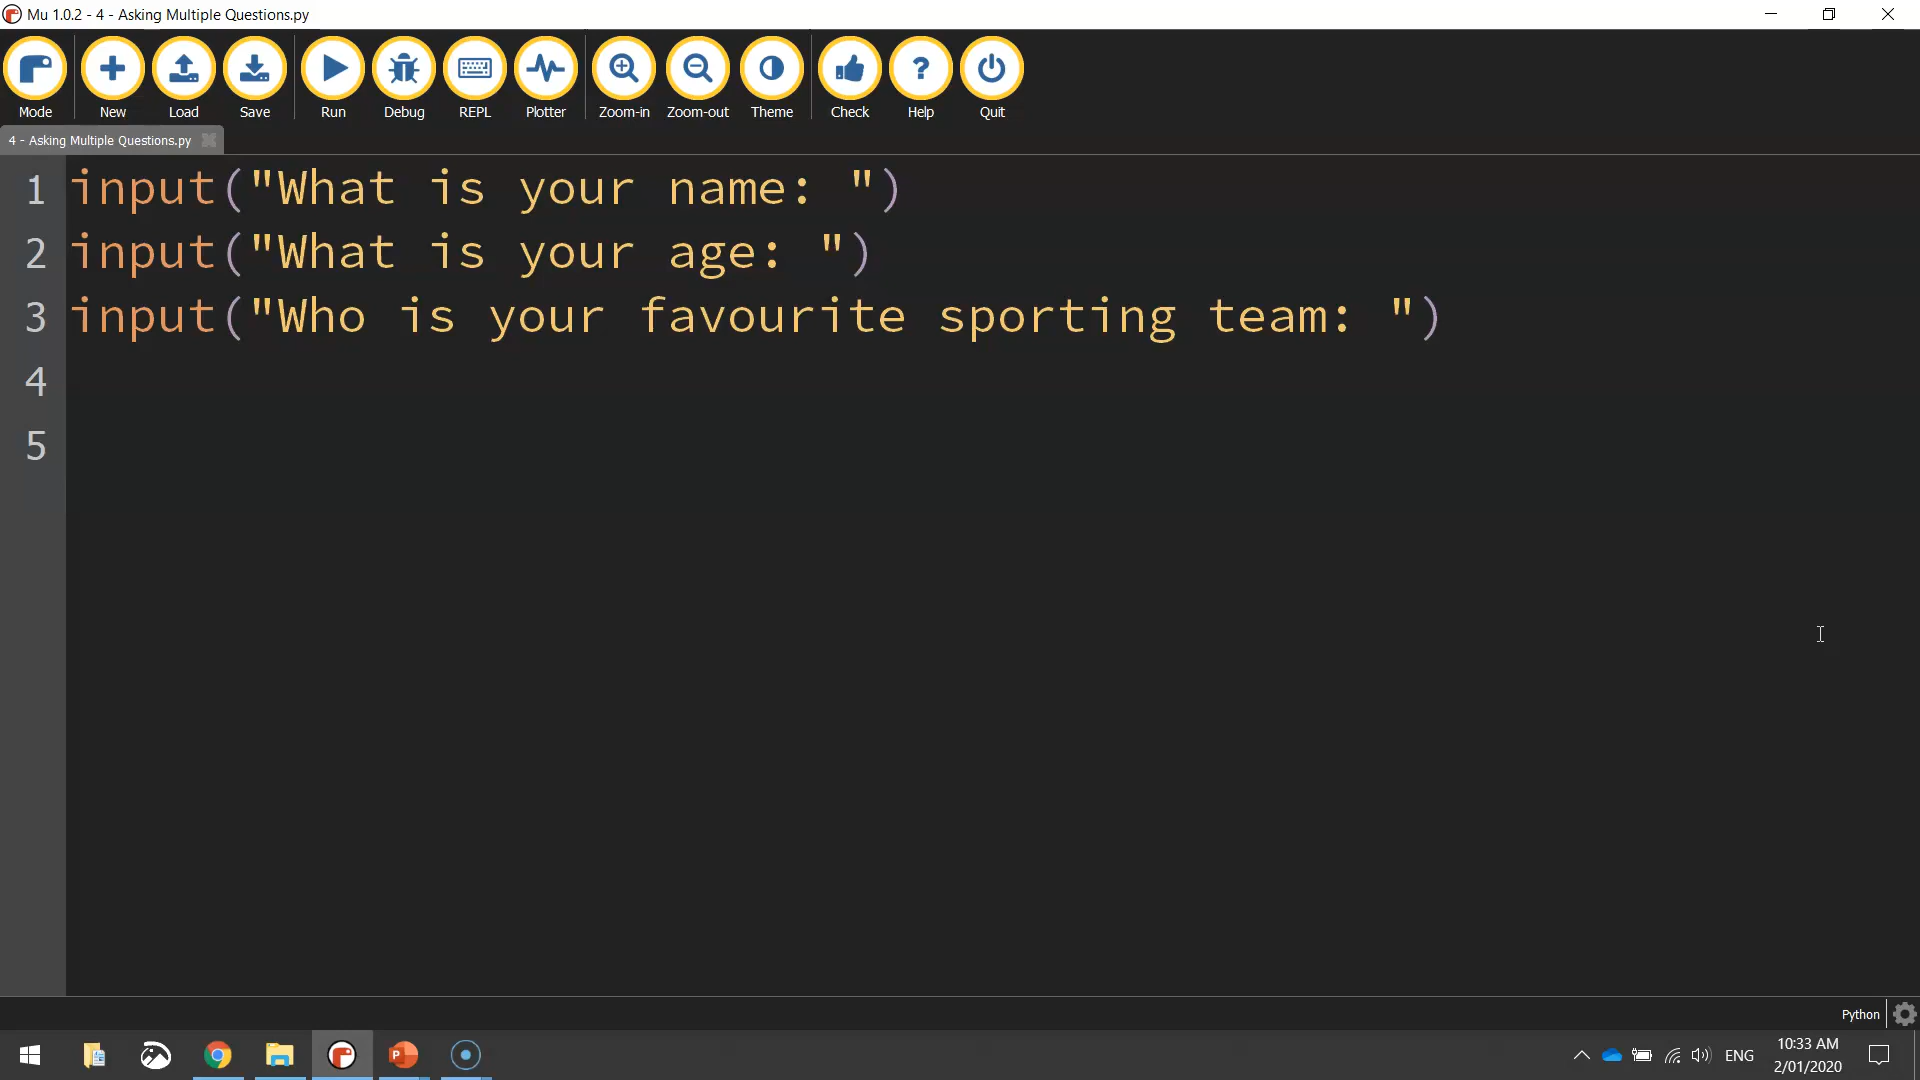 Mu 1.0.2 - 4 - Asking Multiple Questions.py
Mode New Load Save Run Debug REPL Plotter Zoom-in Zoom-out Theme Check Help Quit
4 - Asking Multiple Questions.py
1 input("What is your name: ")
2 input("What is your age: ")
3 input("Who is your favourite sporting team: ")
4
5
Python
ENG
10:33 AM
2/01/2020